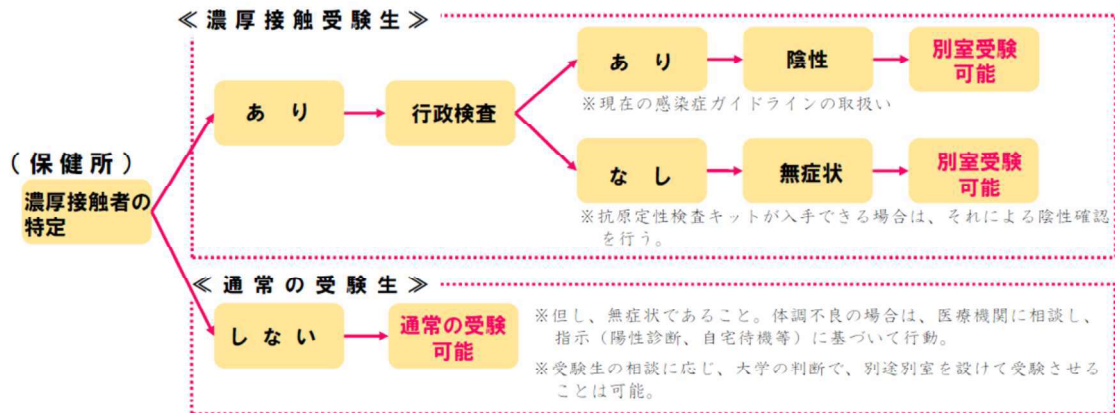 ≪濃厚接触受験生≫
あり
行政検査
あり
陰性
別室受験
可能
※現在の感染症ガイドラインの取扱い
なし
無症状
別室受験
可能
※抗原定性検査キットが入手できる場合は、それによる陰性確認
を行う。
（保健所）
濃厚接触者の
特定
≪通常の受験生≫
しない
通常の受験
可能
※但し、無症状であること。体調不良の場合は、医療機関に相談し、
指示（陽性診断、自宅待機等）に基づいて行動。
※受験生の相談に応じ、大学の判断で、別途別室を設けて受験させる
ことは可能。